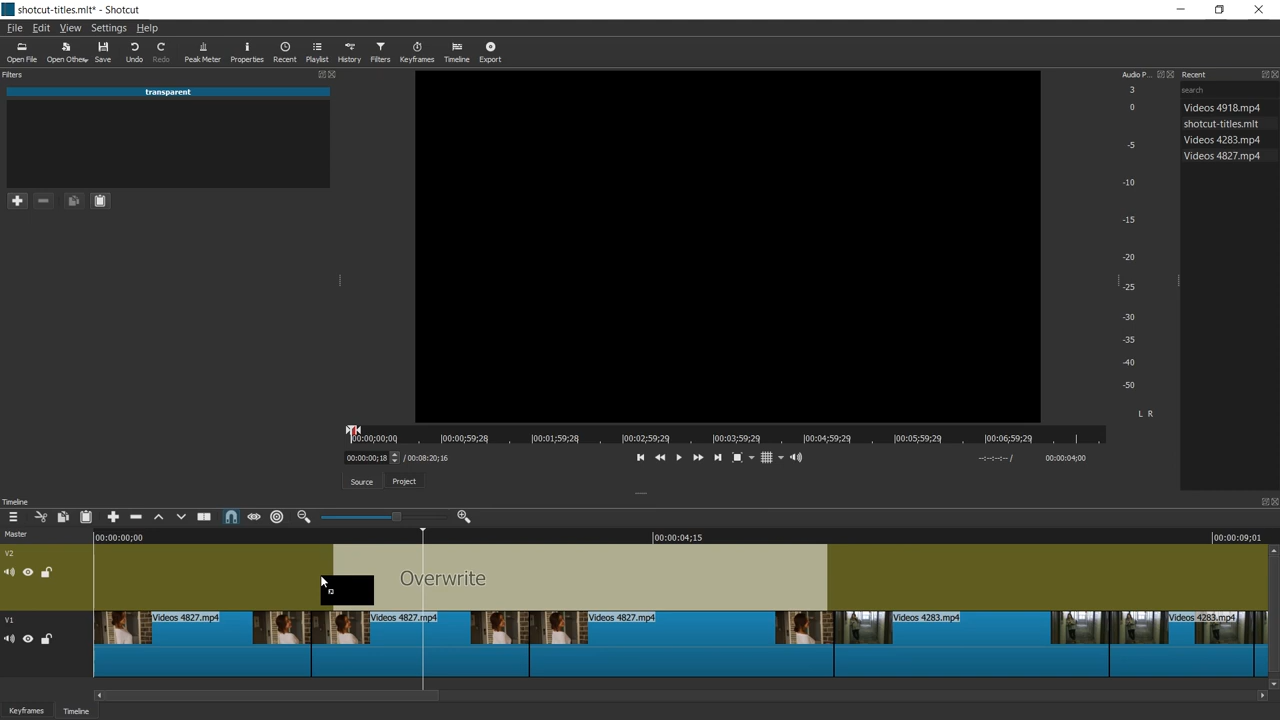 shotcut-titles.mlt* - Shotcut
File Edit View Settings Help
Open File Open Other Save Undo Redo Peak Meter Properties Recent Playlist History Filters Keyframes Timeline Export
Filters
transparent
Audio P...
3
0
-5
-10
-15
-20
-25
-30
-35
-40
-50
L R
Recent
search
Videos 4918.mp4
shotcut-titles.mlt
Videos 4283.mp4
Videos 4827.mp4
00:00:00;00 00:00:59;28 00:01:59;28 00:02:59;29 00:03:59;29 00:04:59;29 00:05:59;29 00:06:59;29
00:00:00;18 / 00:08:20;16 --:--:--:-- / 00:00:04;00
Source Project
Timeline
Master 00:00:00;00 00:00:04;15 00:00:09;01
V2
Overwrite
V1
Videos 4827.mp4 Videos 4827.mp4 Videos 4827.mp4 Videos 4283.mp4 Videos 4283.mp4
Keyframes Timeline